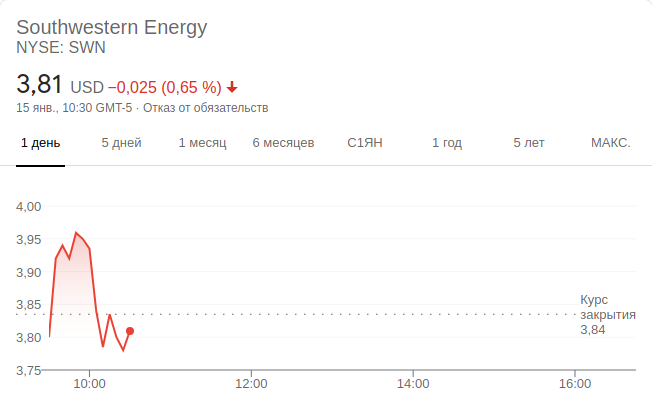 Southwestern Energy
NYSE: SWN
3,81 USD −0,025 (0,65 %)
15 янв., 10:30 GMT-5 · Отказ от обязательств
1 день 5 дней 1 месяц 6 месяцев С1ЯН 1 год 5 лет МАКС.
4,00
3,95
3,90
3,85
Курс
закрытия
3,84
3,80
3,75
10:00 12:00 14:00 16:00